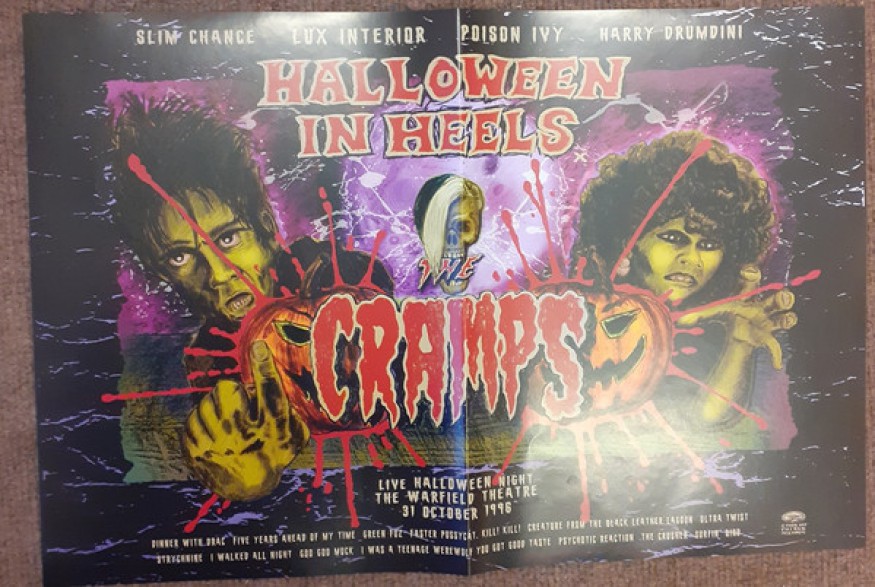 SLIM CHANCE LUX INTERIOR POISON IVY HARRY DRUMDINI
HALLOWEEN
IN HEELS
THE
CRAMPS
LIVE HALLOWEEN NIGHT
THE WARFIELD THEATRE
31 OCTOBER 1996
DINNER WITH DRAC FIVE YEARS AHEAD OF MY TIME GREEN FUZ FASTER PUSSYCAT, KILL! KILL! CREATURE FROM THE BLACK LEATHER LAGOON ULTRA TWIST
STRYCHNINE I WALKED ALL NIGHT GOO GOO MUCK I WAS A TEENAGE WEREWOLF YOU GOT GOOD TASTE PSYCHOTIC REACTION THE CRUSHER SURFIN' BIRD